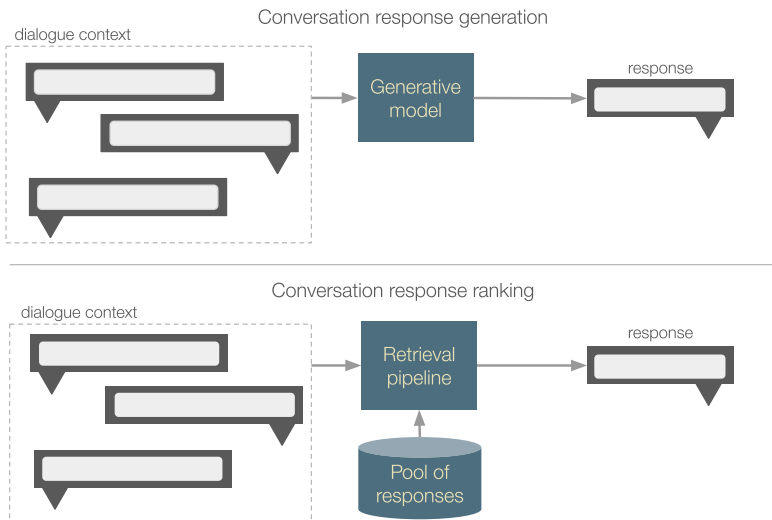 Conversation response generation
dialogue context
response
Generative
model
Conversation response ranking
dialogue context
response
Retrieval
pipeline
Pool of
responses